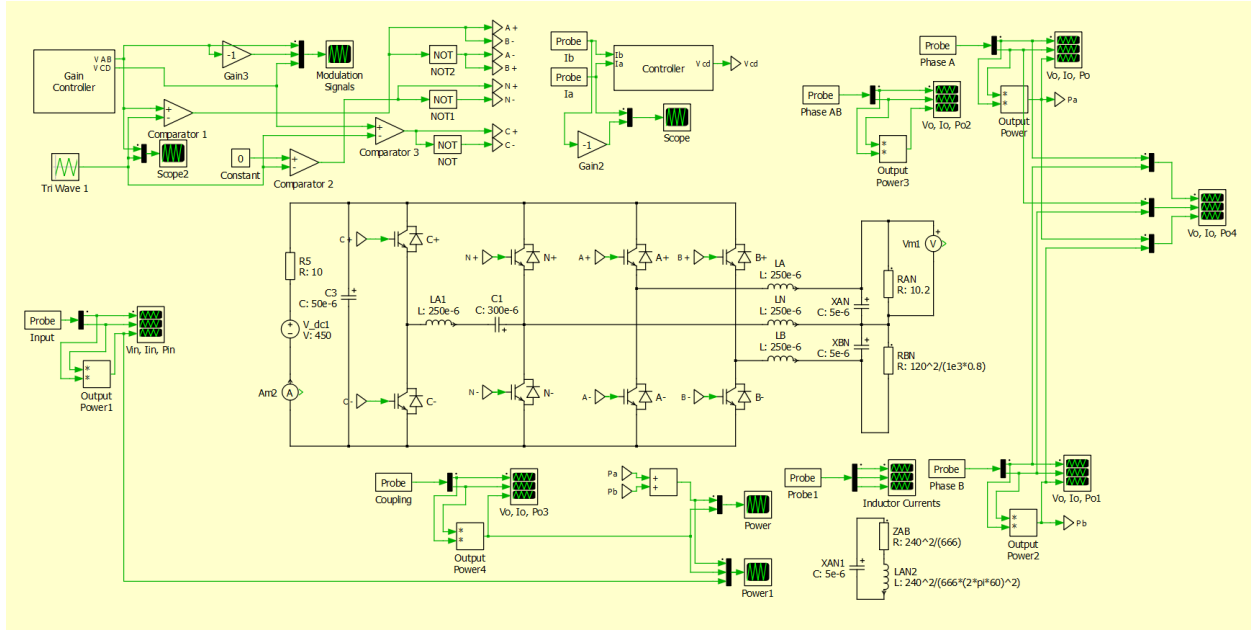 Gain
Controller
V AB
V CD
-1
Gain3
Modulation
Signals
Comparator 1
Scope2
Tri Wave 1
0
Constant
Comparator 2
Comparator 3
NOT
NOT2
NOT
NOT1
NOT
NOT
A +
B -
A -
B +
N +
N -
C +
C -
Probe
Ib
Probe
Ia
Ib
Ia
Controller
V cd
V cd
-1
Gain2
Scope
Probe
Phase A
Vo, Io, Po
Output
Power
Pa
Probe
Phase AB
Vo, Io, Po2
Output
Power3
Vo, Io, Po4
R5
R: 10
V_dc1
V: 450
Am2
A
C3
C: 50e-6
C +
C+
C -
C-
LA1
L: 250e-6
C1
C: 300e-6
N +
N+
N -
N-
A +
A+
A -
A-
B +
B+
B -
B-
LA
L: 250e-6
LN
L: 250e-6
LB
L: 250e-6
XAN
C: 5e-6
XBN
C: 5e-6
Vm1
V
RAN
R: 10.2
RBN
R: 120^2/(1e3*0.8)
Probe
Input
Vin, Iin, Pin
Output
Power1
Probe
Coupling
Vo, Io, Po3
Output
Power4
Pa
Pb
Power
Power1
Probe
Probe1
Inductor Currents
Probe
Phase B
Vo, Io, Po1
Output
Power2
Pb
XAN1
C: 5e-6
ZAB
R: 240^2/(666)
LAN2
L: 240^2/(666*(2*pi*60)^2)